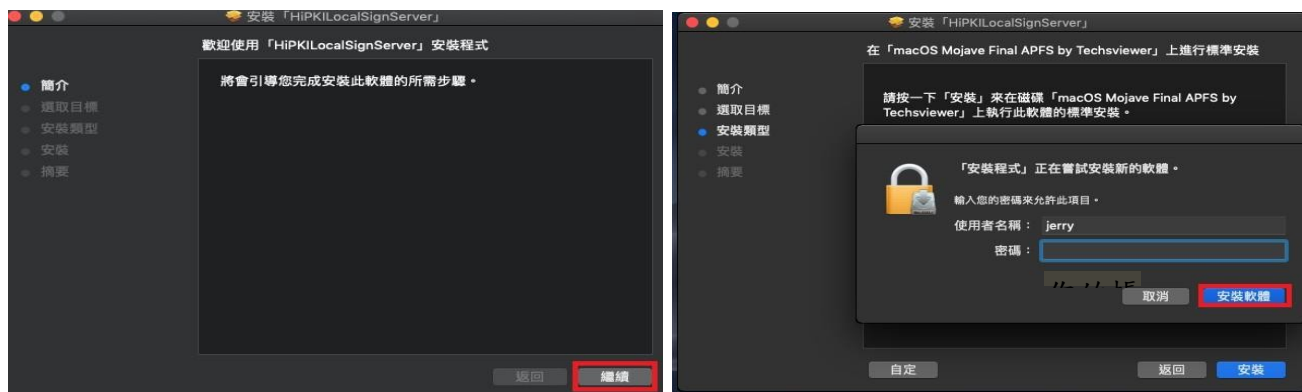 安裝「HiPKILocalSignServer」
歡迎使用「HiPKILocalSignServer」安裝程式
簡介
選取目標
安裝類型
安裝
摘要
將會引導您完成安裝此軟體的所需步驟。
返回
繼續
安裝「HiPKILocalSignServer」
在「macOS Mojave Final APFS by Techsviewer」上進行標準安裝
簡介
選取目標
安裝類型
安裝
摘要
請按一下「安裝」來在磁碟「macOS Mojave Final APFS by
Techsviewer」上執行此軟體的標準安裝。
「安裝程式」正在嘗試安裝新的軟體。
輸入您的密碼來允許此項目。
使用者名稱： jerry
密碼：
取消 安裝軟體
自定 返回 安裝